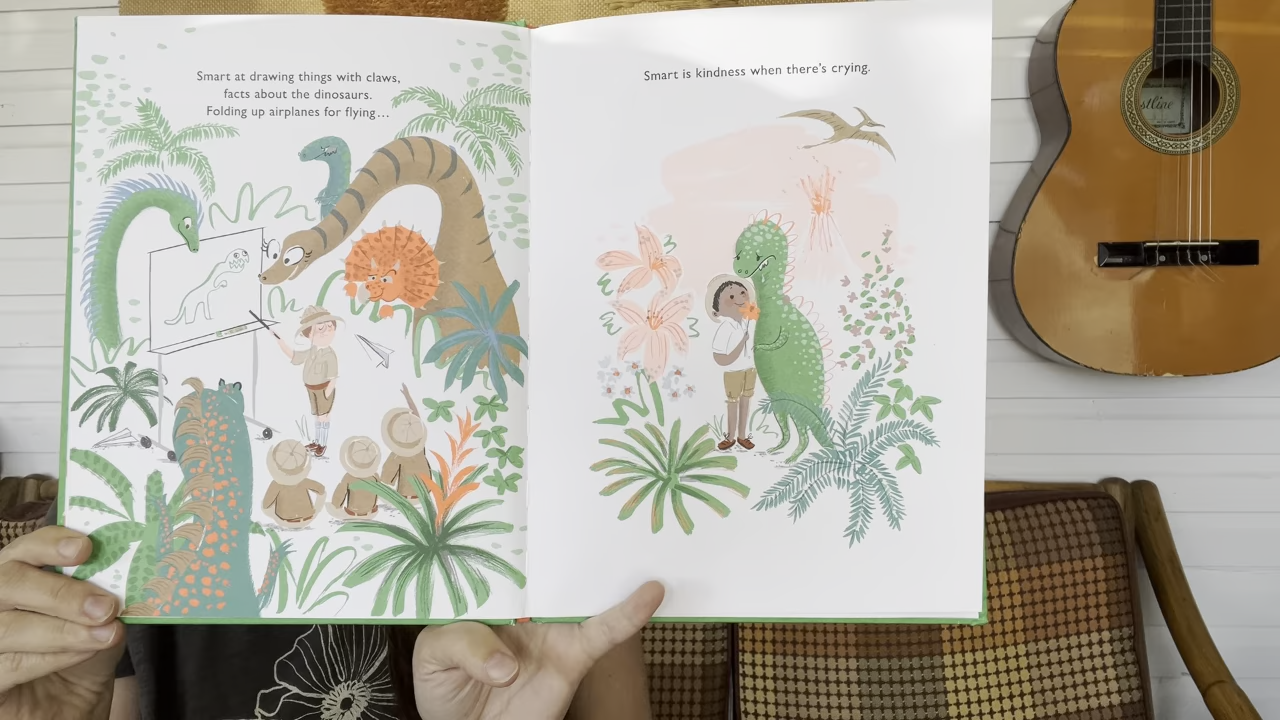 Smart at drawing things with claws,
facts about the dinosaurs.
Folding up airplanes for flying...
Smart is kindness when there's crying.